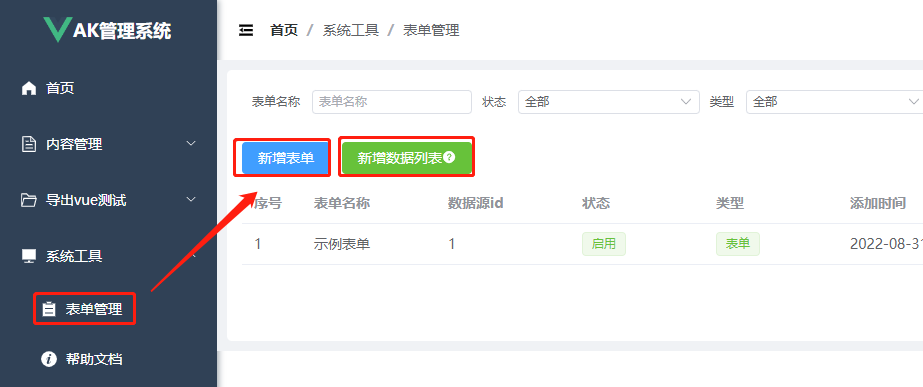 AK管理系统
首页 / 系统工具 / 表单管理
首页
内容管理
导出vue测试
系统工具
表单管理
帮助文档
表单名称 表单名称 状态 全部 类型 全部
新增表单 新增数据列表
序号 表单名称 数据源id 状态 类型 添加时间
1 示例表单 1 启用 表单 2022-08-31